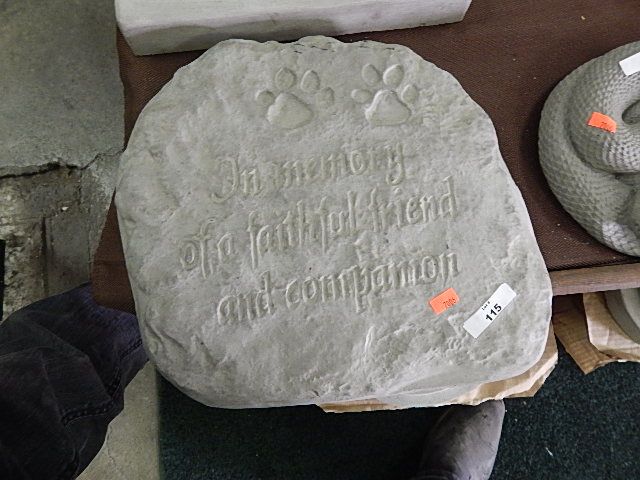 In memory
of a faithful friend
and companion
115